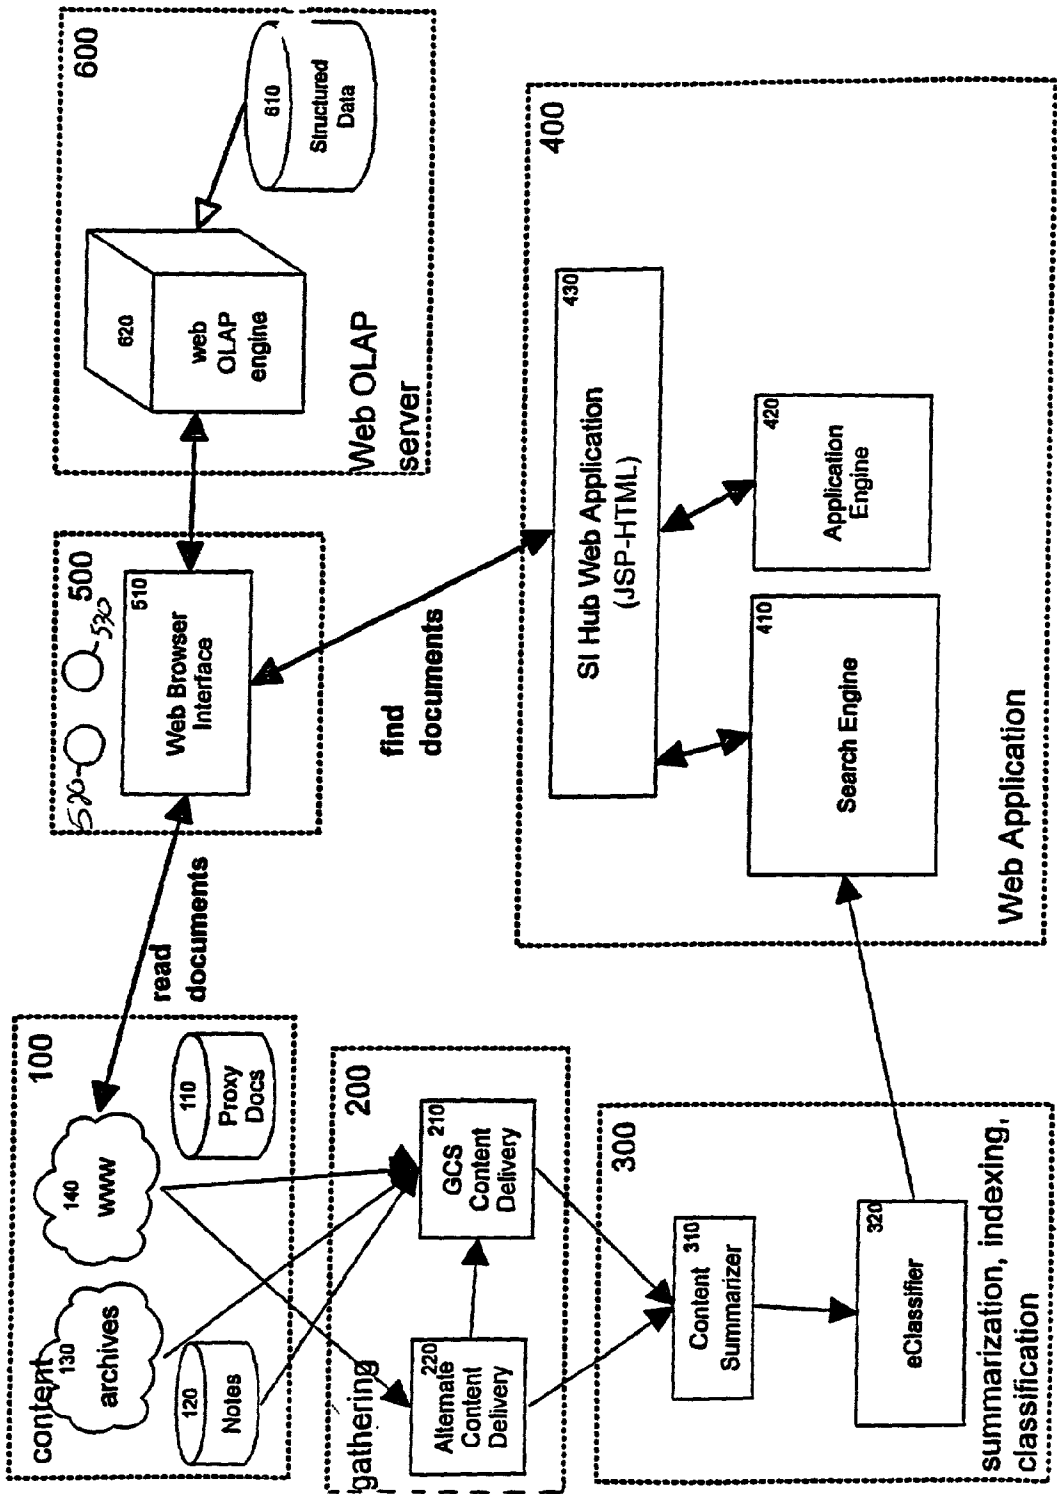 content
100
130
archives
140
www
120
Notes
110
Proxy
Docs
read
documents
gathering
200
220
Alternate
Content
Delivery
210
GCS
Content
Delivery
300
310
Content
Summarizer
320
eClassifier
summarization, indexing,
classification
500
520
530
510
Web Browser
Interface
find
documents
600
620
web
OLAP
engine
610
Structured
Data
Web OLAP
server
400
430
SI Hub Web Application
(JSP-HTML)
410
Search Engine
420
Application
Engine
Web Application